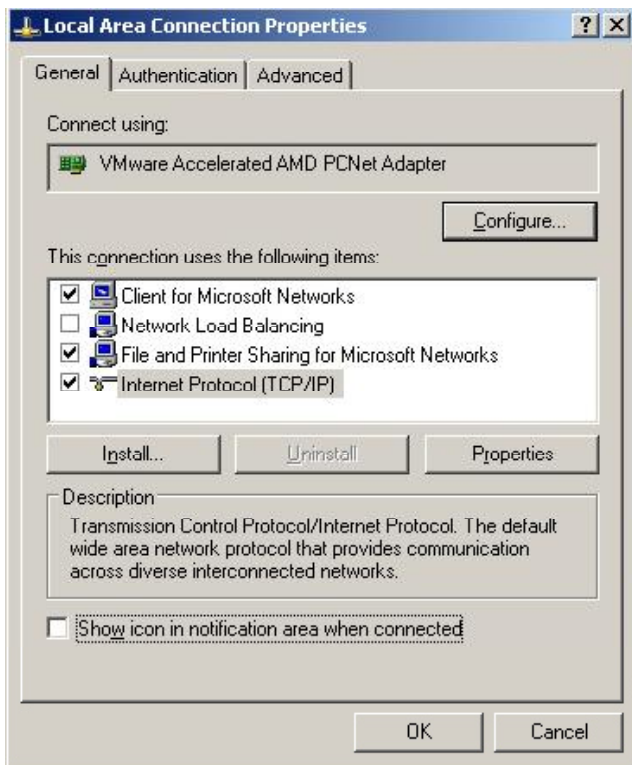 Local Area Connection Properties
General Authentication Advanced
Connect using:
VMware Accelerated AMD PCNet Adapter
Configure...
This connection uses the following items:
Client for Microsoft Networks
Network Load Balancing
File and Printer Sharing for Microsoft Networks
Internet Protocol (TCP/IP)
Install... Uninstall Properties
Description
Transmission Control Protocol/Internet Protocol. The default
wide area network protocol that provides communication
across diverse interconnected networks.
Show icon in notification area when connected
OK Cancel